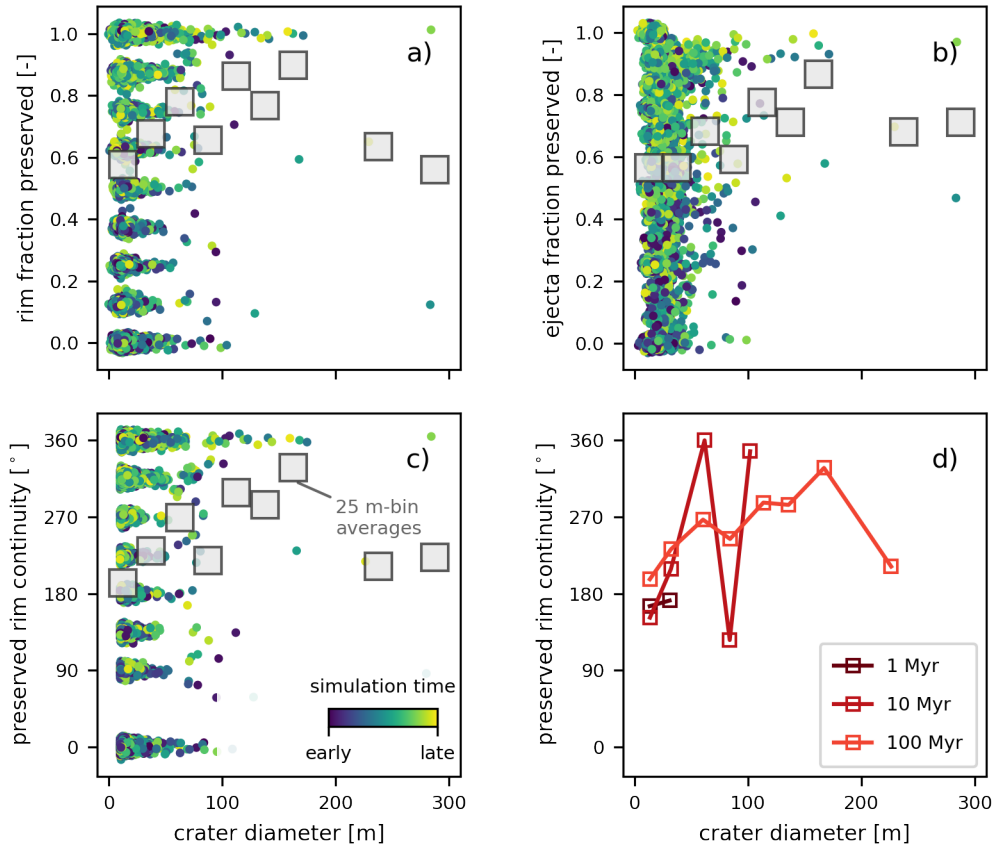 rim fraction preserved [-]
1.0
0.8
0.6
0.4
0.2
0.0
a)
ejecta fraction preserved [-]
1.0
0.8
0.6
0.4
0.2
0.0
b)
preserved rim continuity [°]
360
270
180
90
0
c)
25 m-bin
averages
simulation time
early late
0 100 200 300
crater diameter [m]
preserved rim continuity [°]
360
270
180
90
0
d)
1 Myr
10 Myr
100 Myr
0 100 200 300
crater diameter [m]